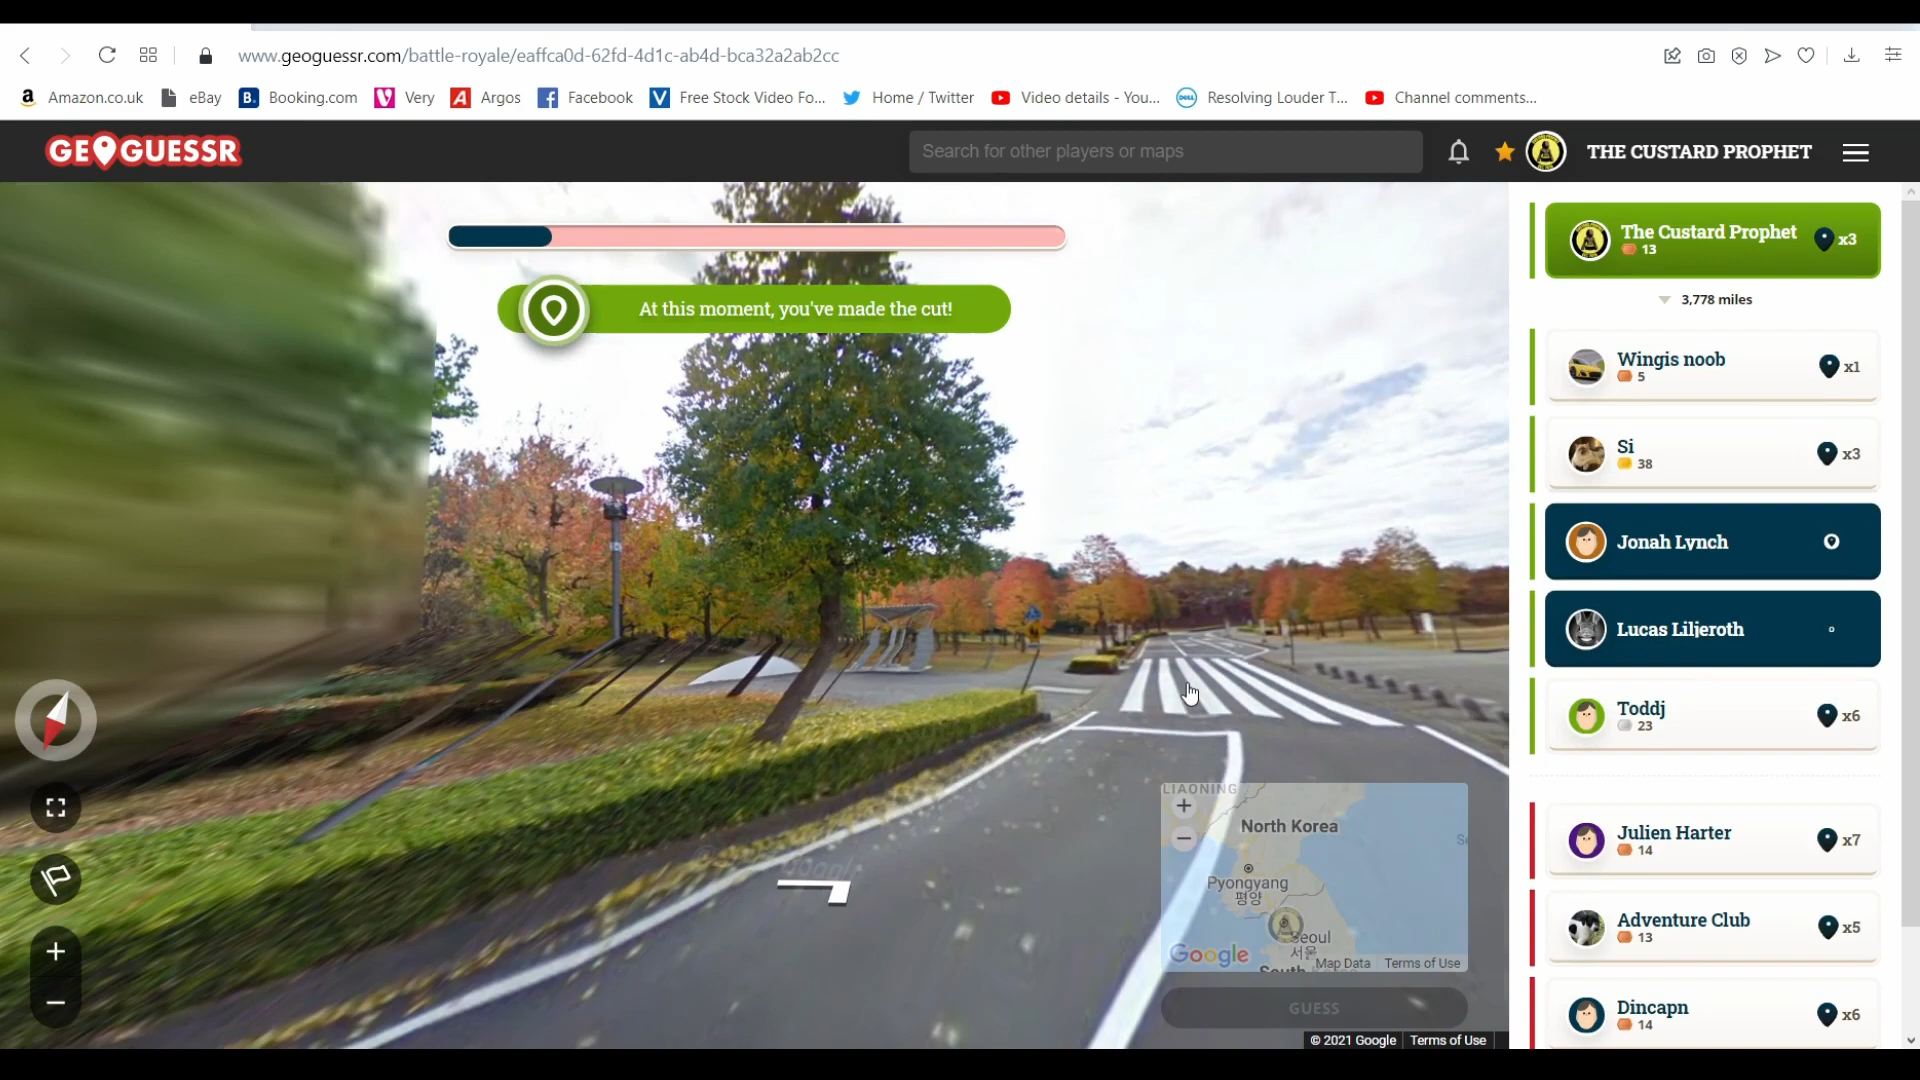 www.geoguessr.com/battle-royale/eaffca0d-62fd-4d1c-ab4d-bca32a2ab2cc
Amazon.co.uk eBay Booking.com Very Argos Facebook Free Stock Video Fo... Home / Twitter Video details - You... Resolving Louder T... Channel comments...
GEOGUESSR
Search for other players or maps
THE CUSTARD PROPHET
At this moment, you've made the cut!
The Custard Prophet
13
x3
3,778 miles
Wingis noob
5
x1
Si
38
x3
Jonah Lynch
Lucas Liljeroth
Toddj
23
x6
Julien Harter
14
x7
Adventure Club
13
x5
Dincapn
14
x6
LIAONING
North Korea
Pyongyang
평양
Seoul
서울
South
Google
Map Data Terms of Use
GUESS
© 2021 Google Terms of Use